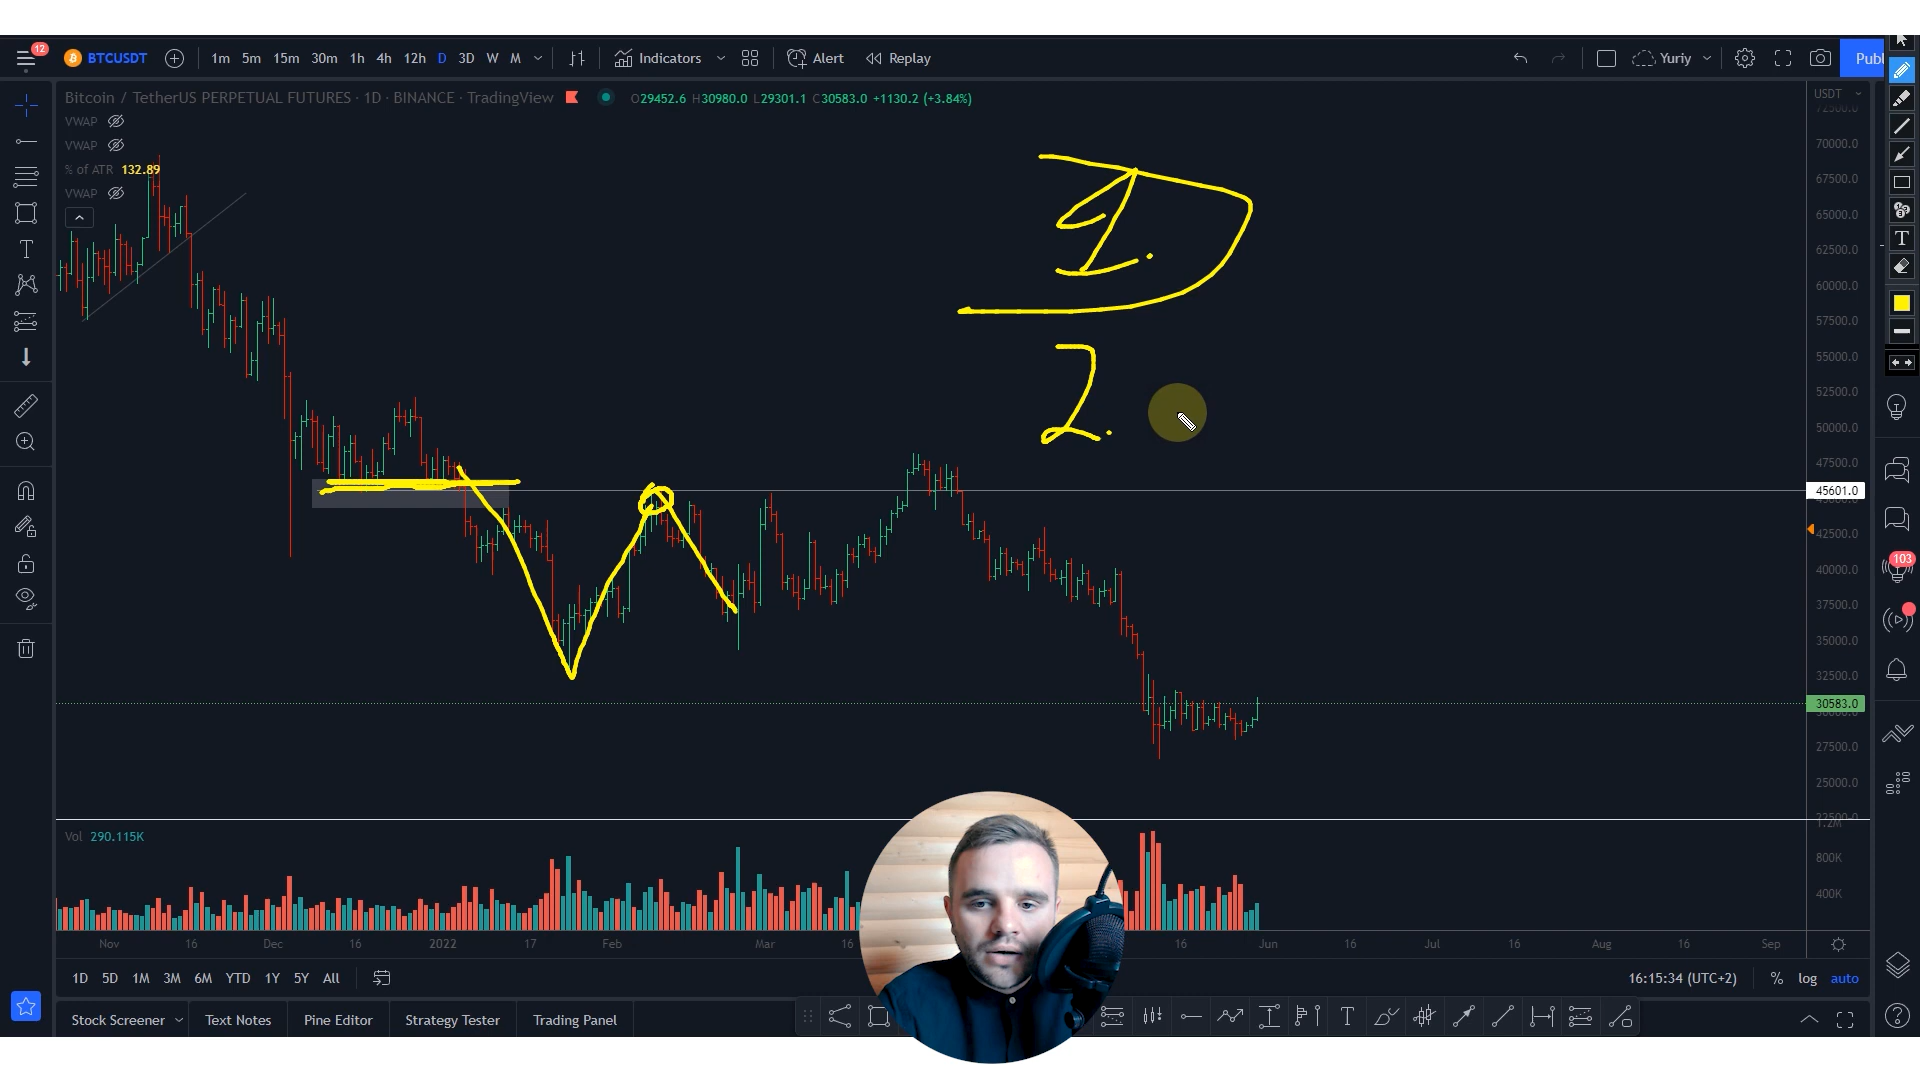 12
BTCUSDT 1m 5m 15m 30m 1h 4h 12h D 3D W M Indicators Alert Replay Yuriy Publ
Bitcoin / TetherUS PERPETUAL FUTURES · 1D · BINANCE · TradingView O29452.6 H30980.0 L29301.1 C30583.0 +1130.2 (+3.84%)
USDT
VWAP
VWAP
% of ATR 132.89
VWAP
70000.0
67500.0
65000.0
62500.0
60000.0
57500.0
55000.0
52500.0
50000.0
47500.0
45601.0
42500.0
40000.0
37500.0
35000.0
32500.0
30583.0
27500.0
25000.0
1.
2.
T
T
103
Vol 290.115K
800K
400K
Nov 16 Dec 16 2022 17 Feb Mar 16 16 Jun 16 Jul 16 Aug 16 Sep
1D 5D 1M 3M 6M YTD 1Y 5Y All 16:15:34 (UTC+2) % log auto
Stock Screener Text Notes Pine Editor Strategy Tester Trading Panel T